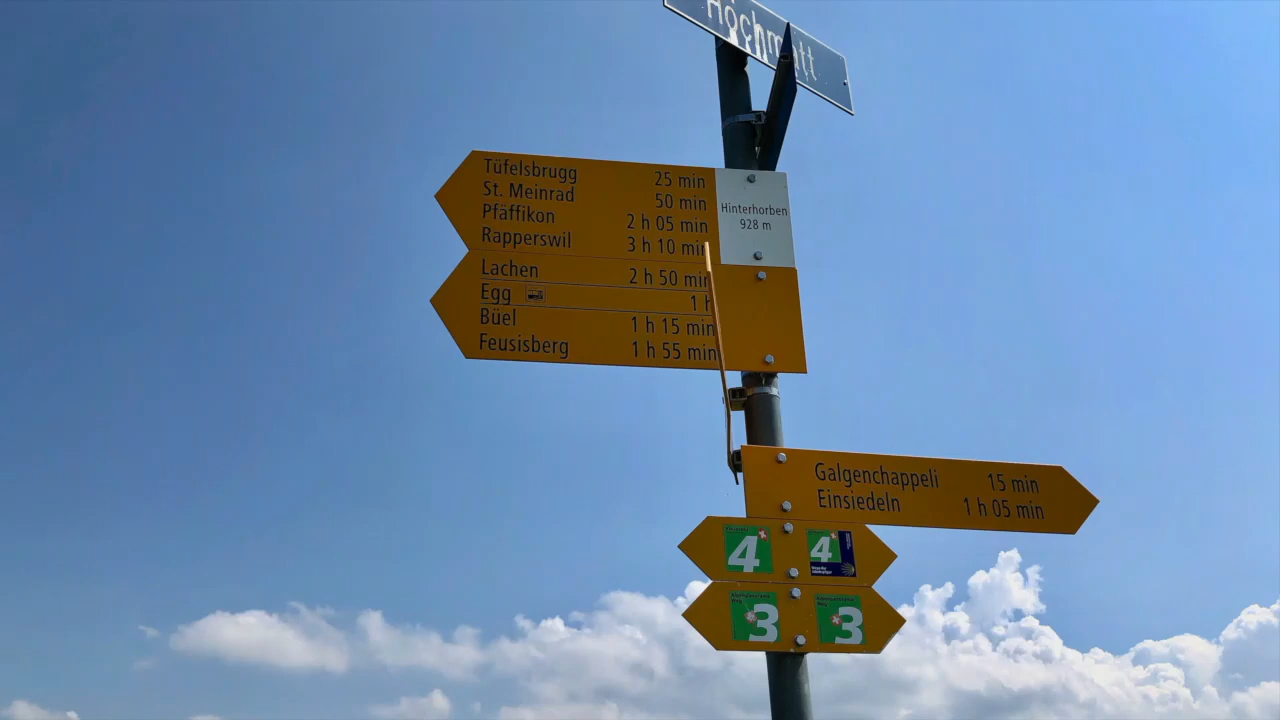 Hochmatt
Tüfelsbrugg 25 min
St. Meinrad 50 min
Pfäffikon 2 h 05 min
Rapperswil 3 h 10 min
Hinterhorben
928 m
Lachen 2 h 50 min
Egg 1 h
Büel 1 h 15 min
Feusisberg 1 h 55 min
Galgenchappeli 15 min
Einsiedeln 1 h 05 min
4
4
3
3